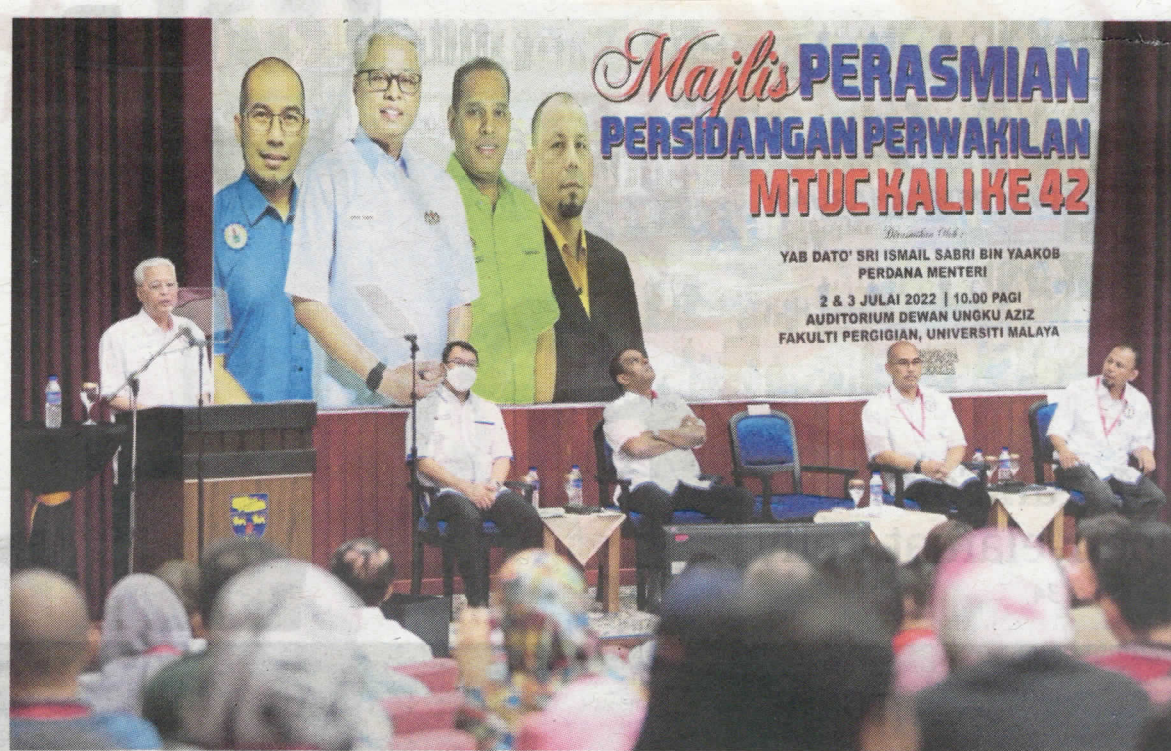 Majlis PERASMIAN
PERSIDANGAN PERWAKILAN
MTUC KALI KE 42
Dirasmikan Oleh :
YAB DATO' SRI ISMAIL SABRI BIN YAAKOB
PERDANA MENTERI
2 & 3 JULAI 2022 | 10.00 PAGI
AUDITORIUM DEWAN UNGKU AZIZ
FAKULTI PERGIGIAN, UNIVERSITI MALAYA